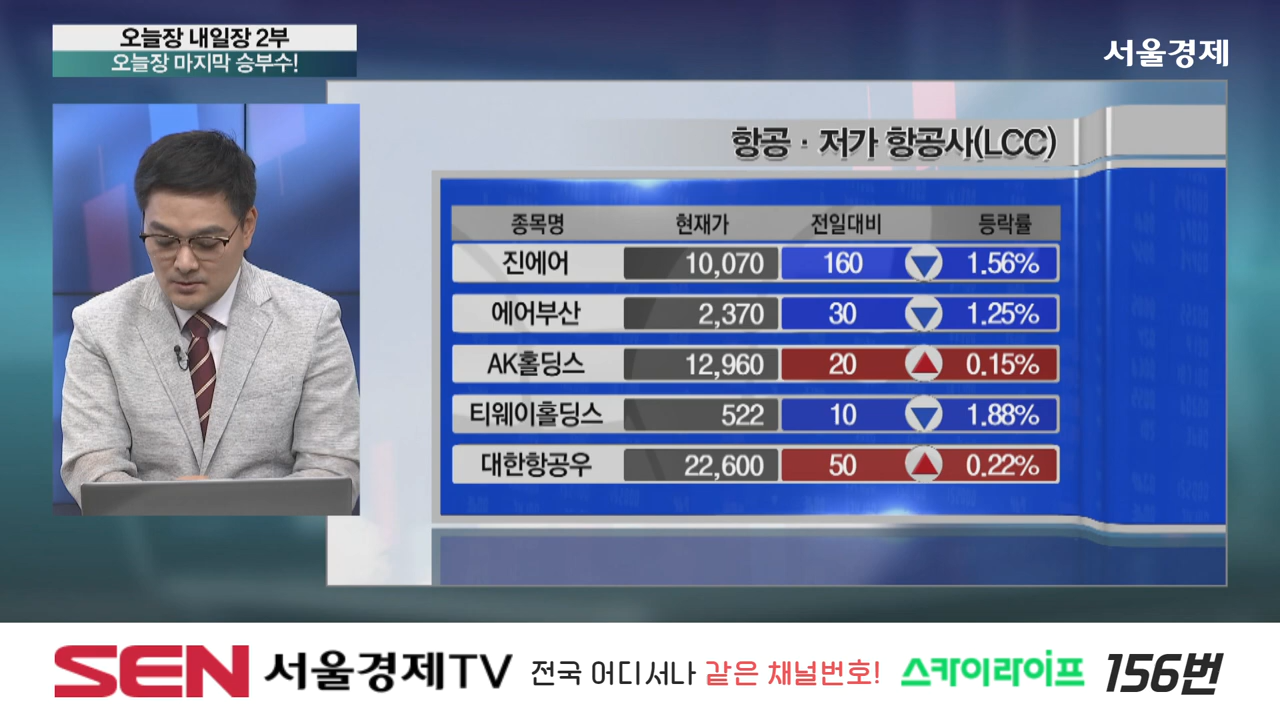 오늘장 내일장 2부
오늘장 마지막 승부수!
서울경제
항공·저가 항공사(LCC)
종목명 현재가 전일대비 등락률
진에어 10,070 160 ▼ 1.56%
에어부산 2,370 30 ▼ 1.25%
AK홀딩스 12,960 20 ▲ 0.15%
티웨이홀딩스 522 10 ▼ 1.88%
대한항공우 22,600 50 ▲ 0.22%
SEN 서울경제TV 전국 어디서나 같은 채널번호! 스카이라이프 156번